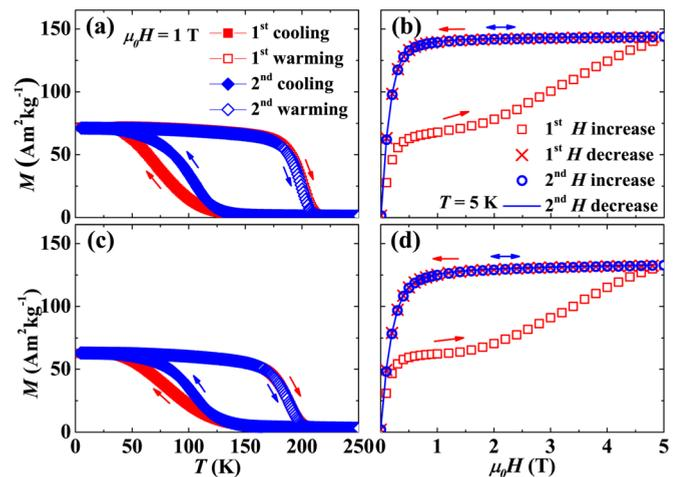 (a)
μ₀H = 1 T
1st cooling
1st warming
2nd cooling
2nd warming
M (Am²kg⁻¹)
150
100
50
0
(b)
1st H increase
1st H decrease
2nd H increase
T = 5 K
2nd H decrease
(c)
M (Am²kg⁻¹)
150
100
50
0
0 50 100 150 200 250
T (K)
(d)
0 1 2 3 4 5
μ₀H (T)